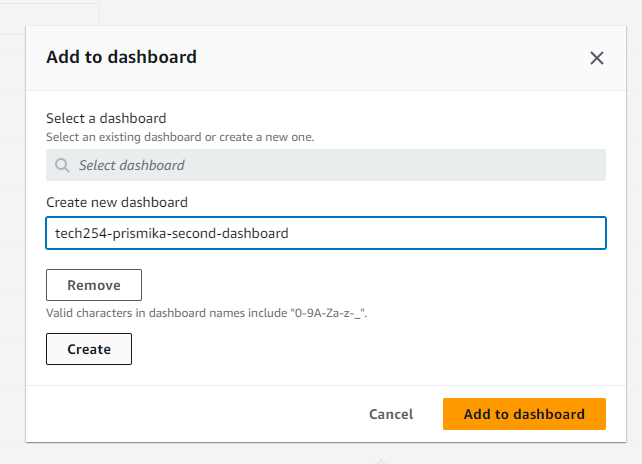 Add to dashboard
Select a dashboard
Select an existing dashboard or create a new one.
Select dashboard
Create new dashboard
tech254-prismika-second-dashboard
Remove
Valid characters in dashboard names include "0-9A-Za-z-_".
Create
Cancel
Add to dashboard